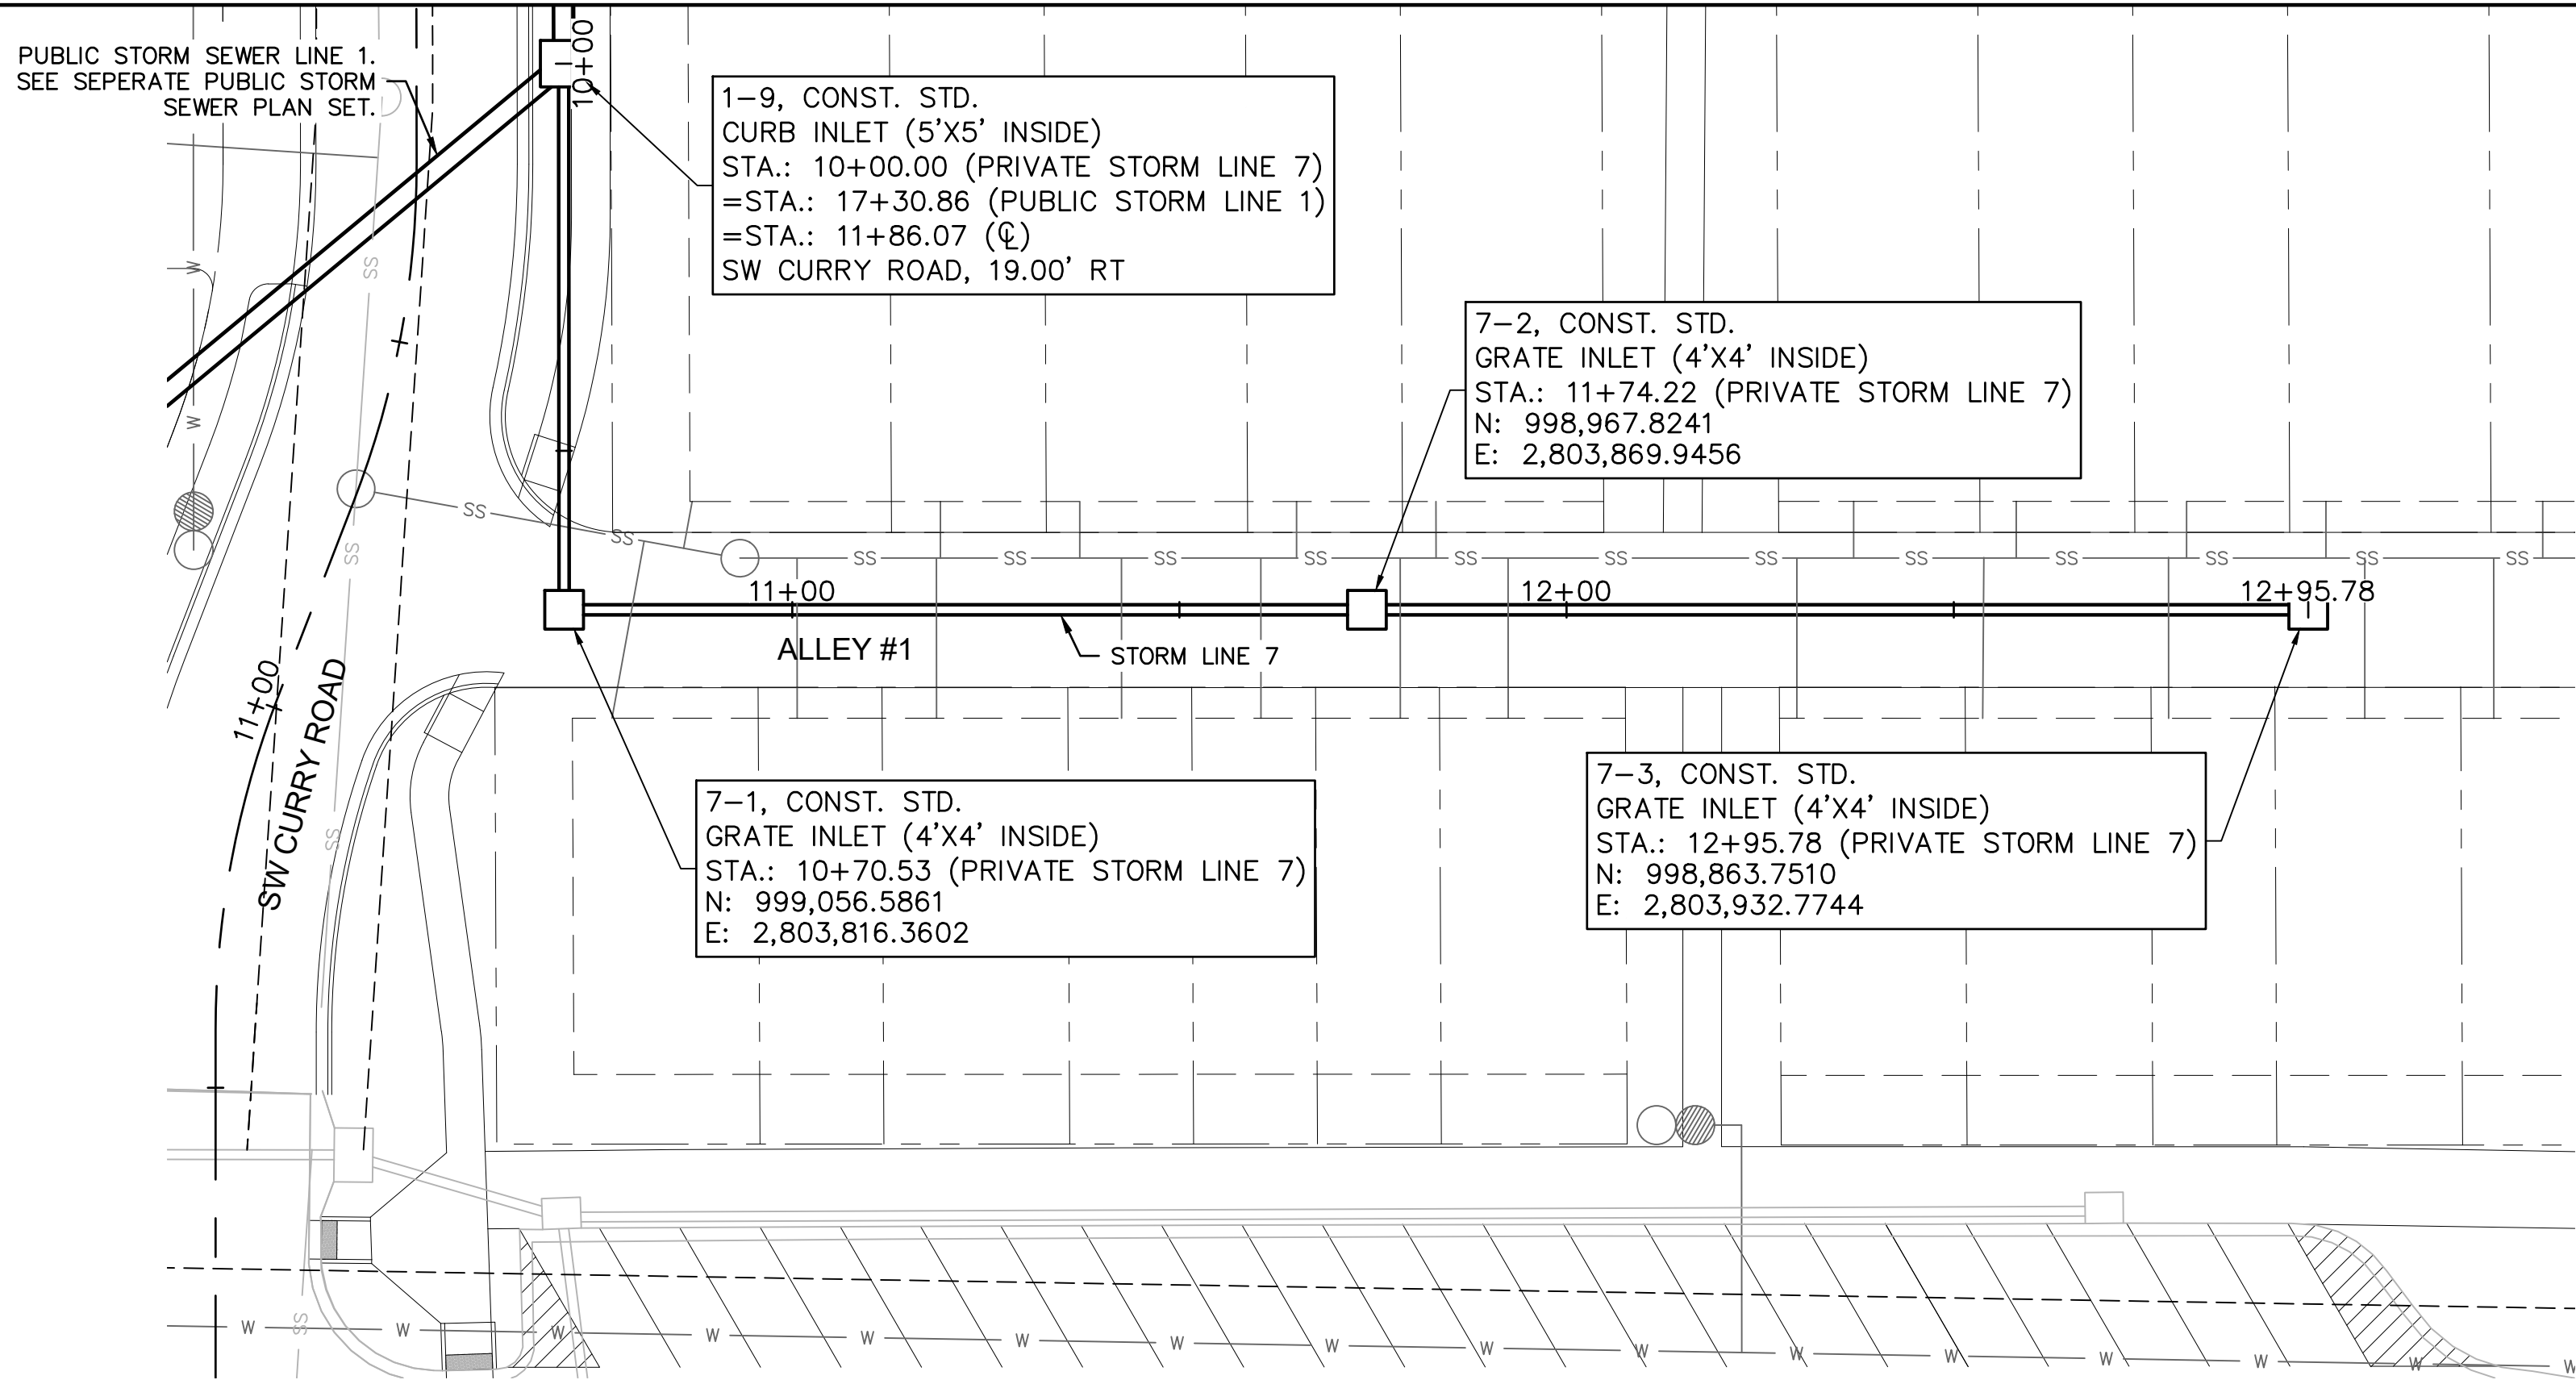 PUBLIC STORM SEWER LINE 1.
SEE SEPERATE PUBLIC STORM
SEWER PLAN SET.
10+00
1-9, CONST. STD.
CURB INLET (5'X5' INSIDE)
STA.: 10+00.00 (PRIVATE STORM LINE 7)
=STA.: 17+30.86 (PUBLIC STORM LINE 1)
=STA.: 11+86.07 (℄)
SW CURRY ROAD, 19.00' RT
7-2, CONST. STD.
GRATE INLET (4'X4' INSIDE)
STA.: 11+74.22 (PRIVATE STORM LINE 7)
N: 998,967.8241
E: 2,803,869.9456
W
SS
W
SS
SS
SS
SS SS SS SS SS SS SS SS SS SS SS SS
11+00
12+00
12+95.78
ALLEY #1
STORM LINE 7
11+00
SW CURRY ROAD
SS
7-1, CONST. STD.
GRATE INLET (4'X4' INSIDE)
STA.: 10+70.53 (PRIVATE STORM LINE 7)
N: 999,056.5861
E: 2,803,816.3602
7-3, CONST. STD.
GRATE INLET (4'X4' INSIDE)
STA.: 12+95.78 (PRIVATE STORM LINE 7)
N: 998,863.7510
E: 2,803,932.7744
SS
W W W W W W W W W W W W W W W W